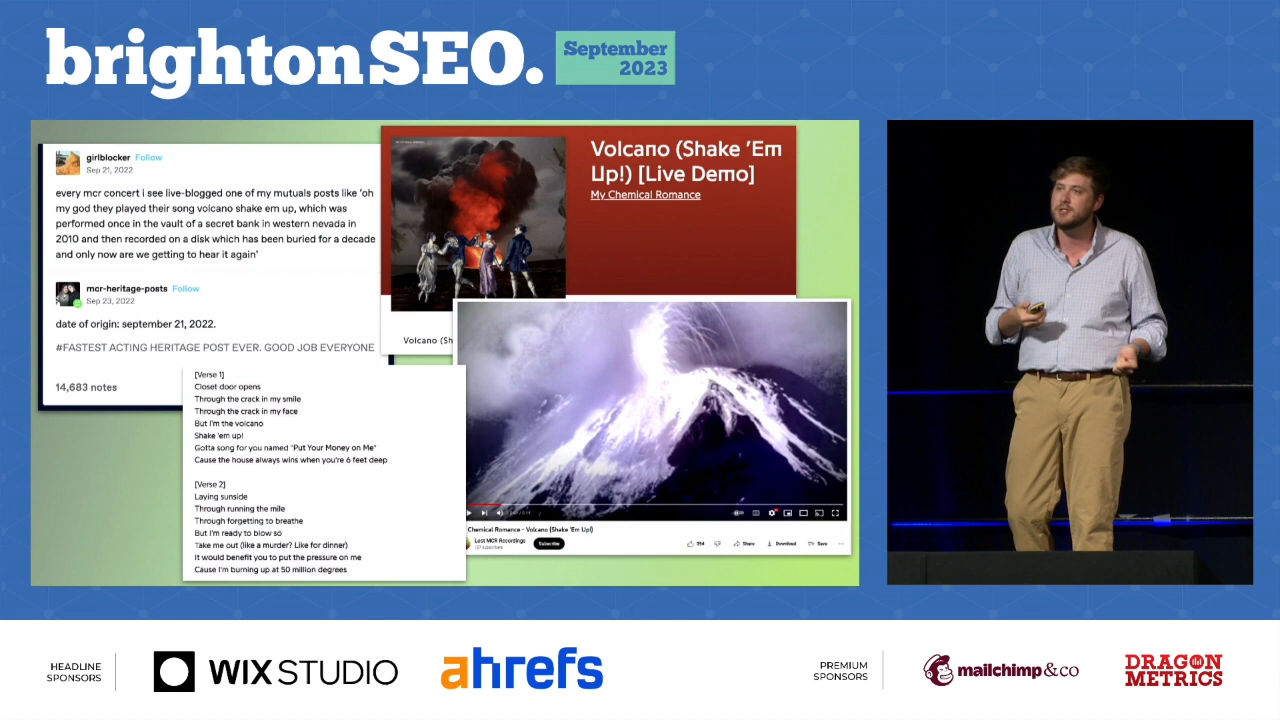 brightonSEO.
September
2023
girlblocker Follow
Sep 21, 2022
every mcr concert i see live-blogged one of my mutuals posts like 'oh
my god they played their song volcano shake em up, which was
performed once in the vault of a secret bank in western nevada in
2010 and then recorded on a disk which has been buried for a decade
and only now are we getting to hear it again'
mcr-heritage-posts Follow
Sep 23, 2022
date of origin: september 21, 2022.
#FASTEST ACTING HERITAGE POST EVER. GOOD JOB EVERYONE
14,683 notes
Volcano (Shake 'Em
Up!) [Live Demo]
My Chemical Romance
Volcano (Sh
[Verse 1]
Closet door opens
Through the crack in my smile
Through the crack in my face
But I'm the volcano
Shake 'em up!
Gotta song for you named "Put Your Money on Me"
Cause the house always wins when you're 6 feet deep
[Verse 2]
Laying sunside
Through running the mile
Through forgetting to breathe
But I'm ready to blow so
Take me out (like a murder? Like for dinner)
It would benefit you to put the pressure on me
Cause I'm burning up at 50 million degrees
Chemical Romance - Volcano (Shake 'Em Up!)
Lost MCR Recordings
Subscribe
Share
Download
Save
HEADLINE
SPONSORS
WIX STUDIO
ahrefs
PREMIUM
SPONSORS
mailchimp&co
DRAGON
METRICS